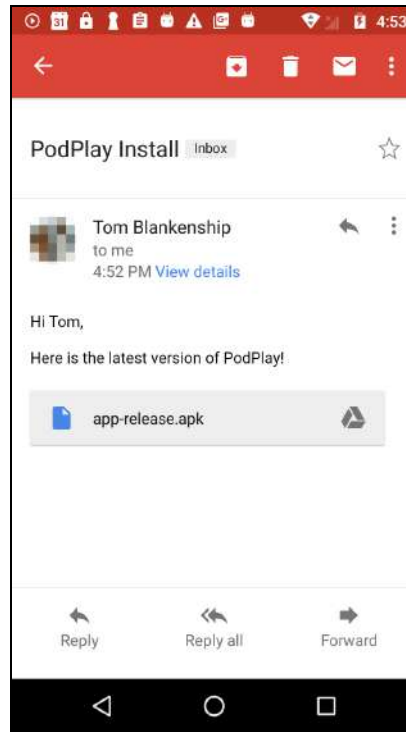 31
4:53
PodPlay Install Inbox
Tom Blankenship
to me
4:52 PM View details
Hi Tom,
Here is the latest version of PodPlay!
app-release.apk
Reply
Reply all
Forward